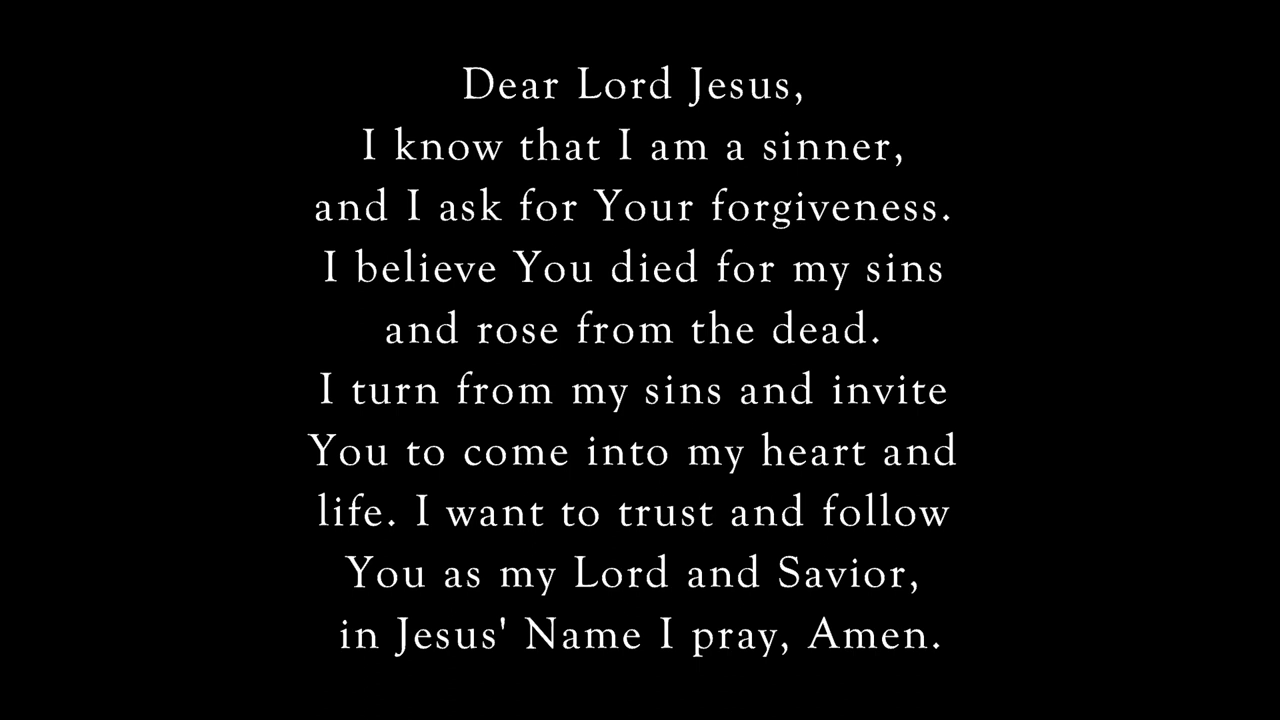 Dear Lord Jesus,
I know that I am a sinner,
and I ask for Your forgiveness.
I believe You died for my sins
and rose from the dead.
I turn from my sins and invite
You to come into my heart and
life. I want to trust and follow
You as my Lord and Savior,
in Jesus' Name I pray, Amen.